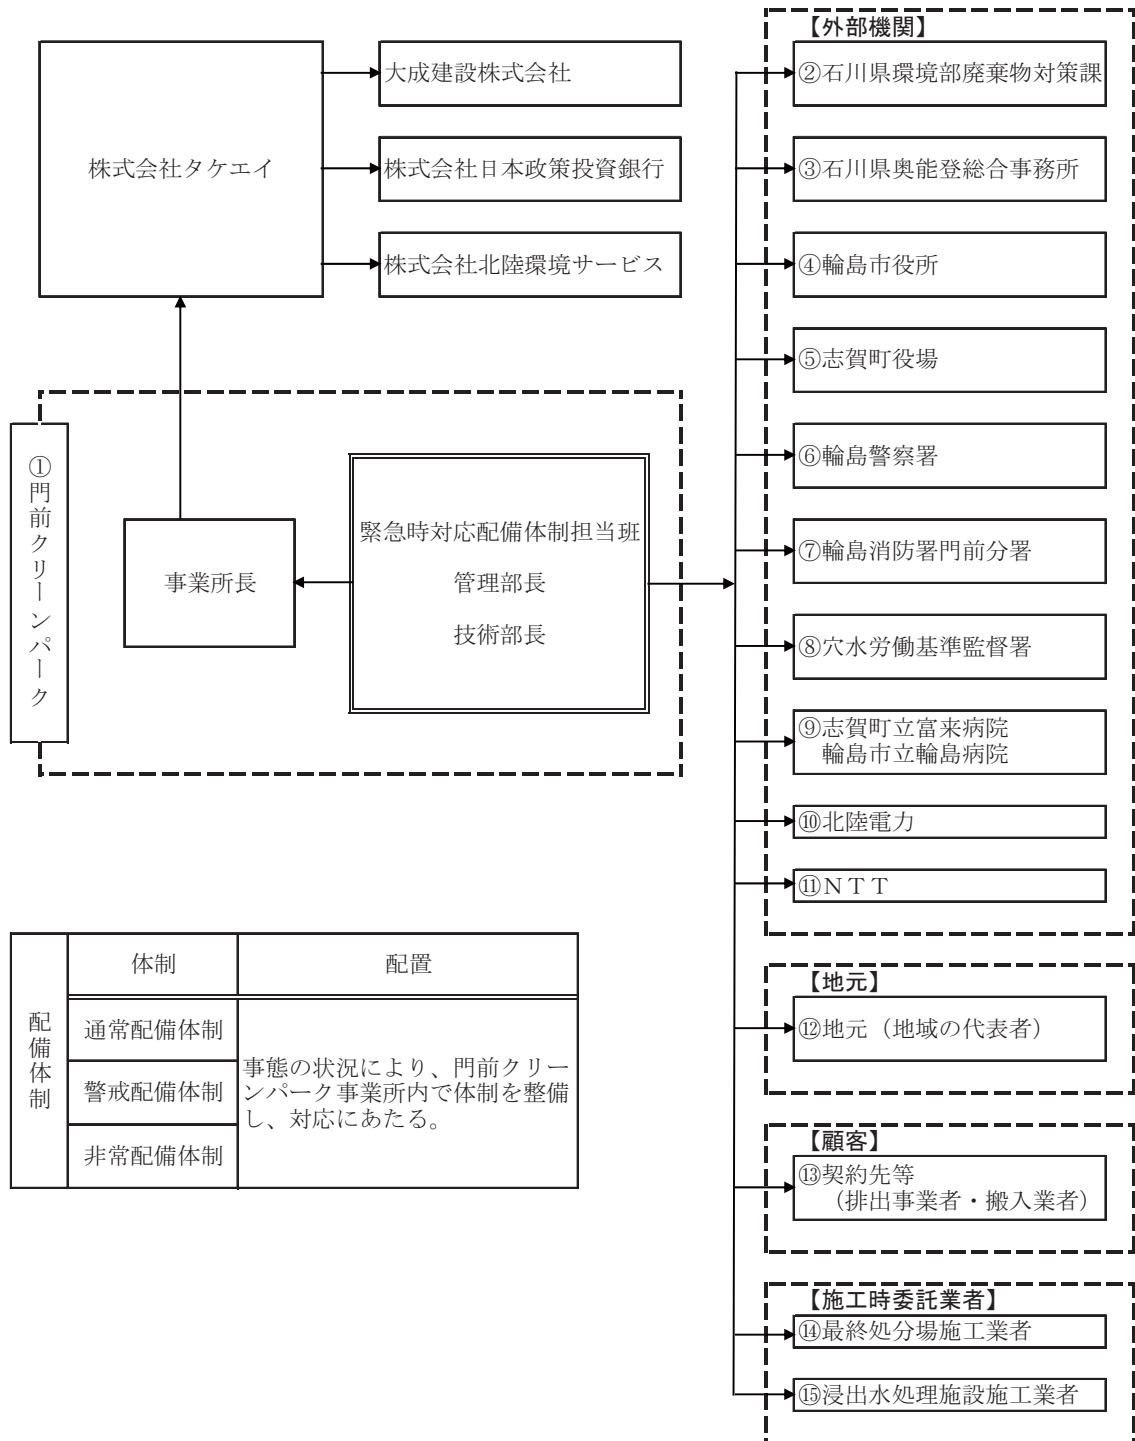 株式会社タケエイ
大成建設株式会社
株式会社日本政策投資銀行
株式会社北陸環境サービス
①門前クリーンパーク
事業所長
緊急時対応配備体制担当班
管理部長
技術部長
【外部機関】
②石川県環境部廃棄物対策課
③石川県奥能登総合事務所
④輪島市役所
⑤志賀町役場
⑥輪島警察署
⑦輪島消防署門前分署
⑧穴水労働基準監督署
⑨志賀町立富来病院
輪島市立輪島病院
⑩北陸電力
⑪ＮＴＴ
【地元】
⑫地元（地域の代表者）
【顧客】
⑬契約先等
（排出事業者・搬入業者）
【施工時委託業者】
⑭最終処分場施工業者
⑮浸出水処理施設施工業者
配備体制
体制
配置
通常配備体制
警戒配備体制
非常配備体制
事態の状況により、門前クリー
ンパーク事業所内で体制を整備
し、対応にあたる。